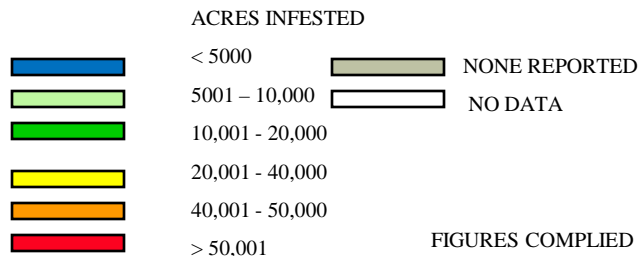 ACRES INFESTED
< 5000
NONE REPORTED
5001 – 10,000
NO DATA
10,001 - 20,000
20,001 - 40,000
40,001 - 50,000
> 50,001
FIGURES COMPLIED